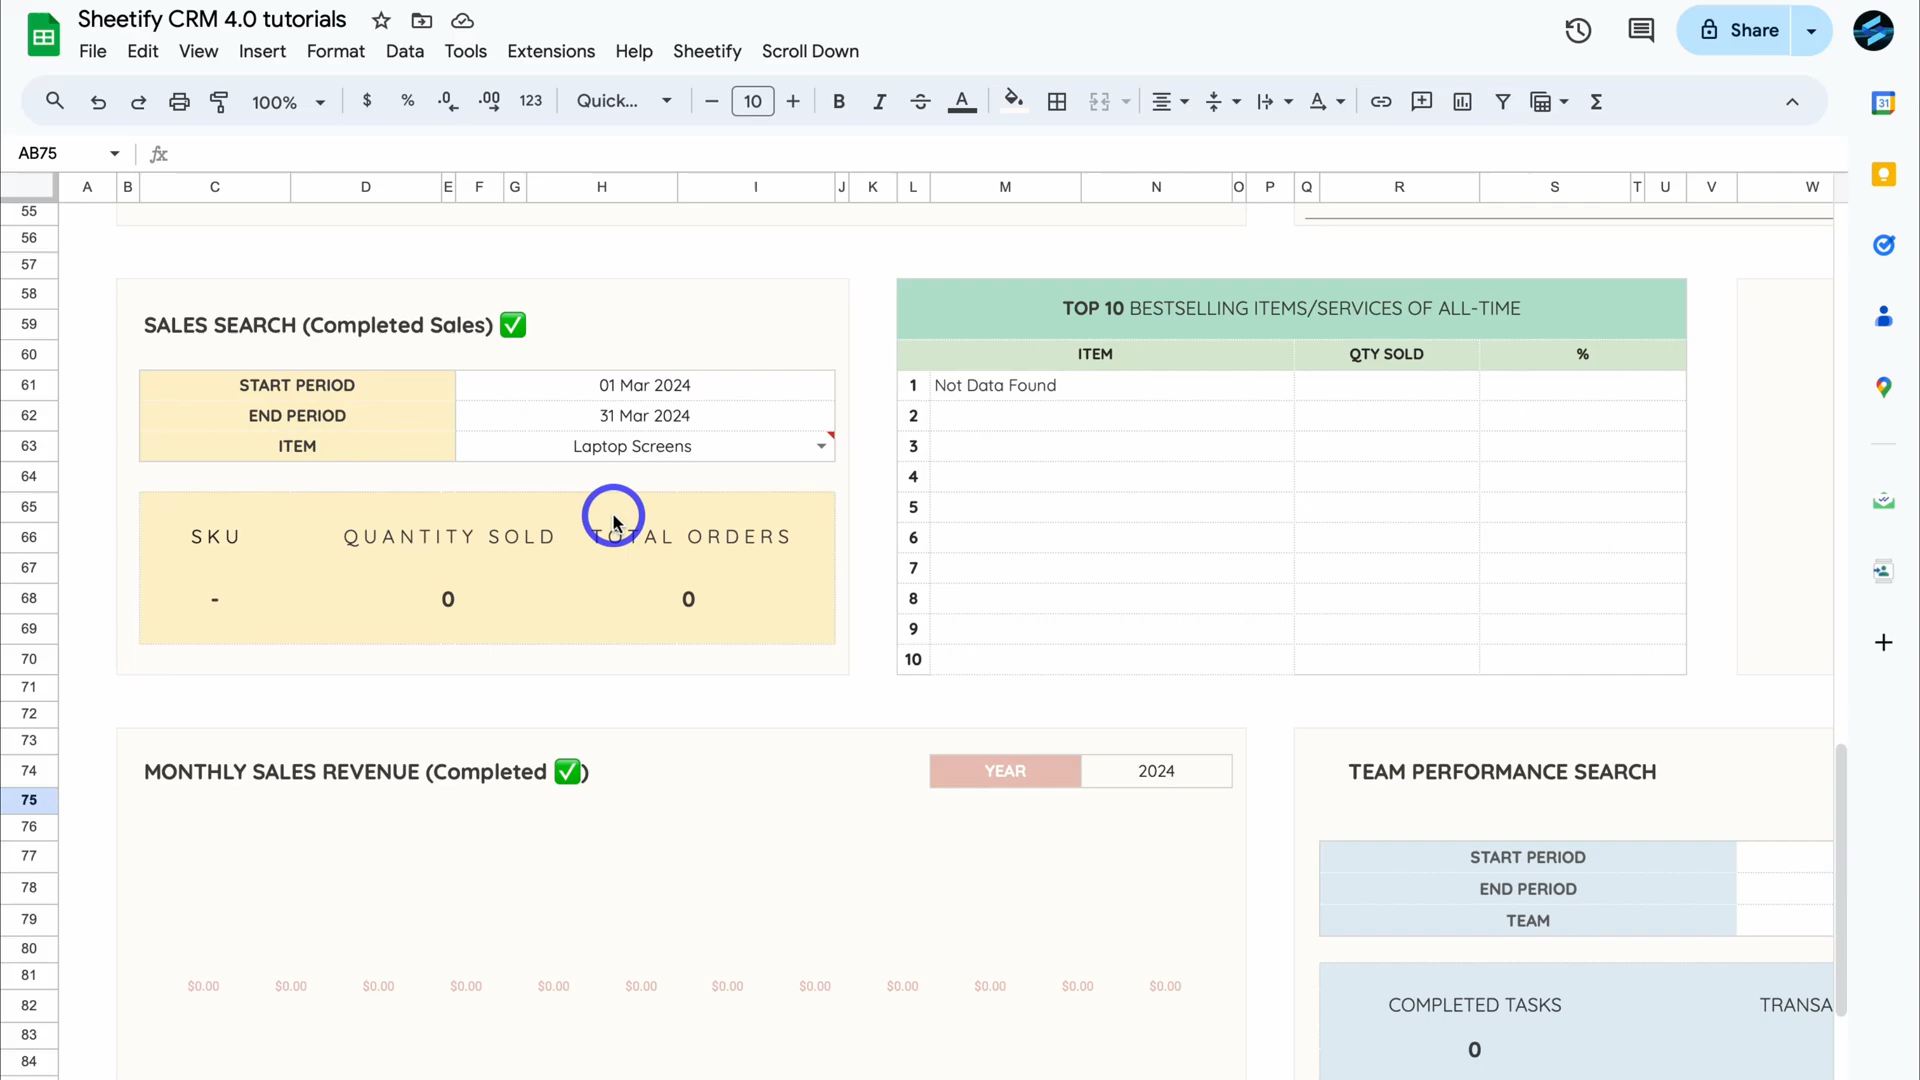 Sheetify CRM 4.0 tutorials
File Edit View Insert Format Data Tools Extensions Help Sheetify Scroll Down
Share
100% $ % .0 .00 123 Quick... 10 B I A
31
AB75 fx
A B C D E F G H I J K L M N O P Q R S T U V W
55
56
57
58
59
60
61
62
63
64
65
66
67
68
69
70
71
72
73
74
75
76
77
78
79
80
81
82
83
84
SALES SEARCH (Completed Sales) ✅
START PERIOD 01 Mar 2024
END PERIOD 31 Mar 2024
ITEM Laptop Screens
SKU QUANTITY SOLD TOTAL ORDERS
- 0 0
TOP 10 BESTSELLING ITEMS/SERVICES OF ALL-TIME
ITEM QTY SOLD %
1 Not Data Found
2
3
4
5
6
7
8
9
10
MONTHLY SALES REVENUE (Completed ✅)
YEAR 2024
$0.00 $0.00 $0.00 $0.00 $0.00 $0.00 $0.00 $0.00 $0.00 $0.00 $0.00 $0.00
TEAM PERFORMANCE SEARCH
START PERIOD
END PERIOD
TEAM
COMPLETED TASKS TRANSA
0